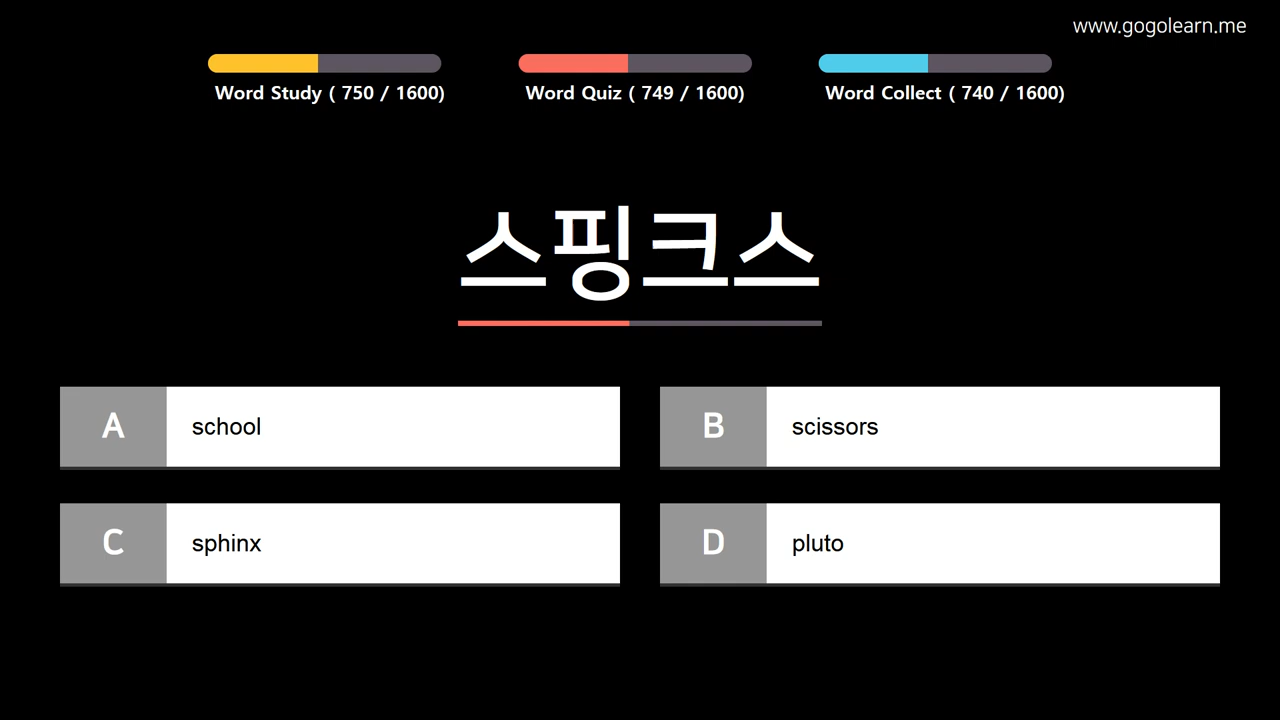 www.gogolearn.me
Word Study ( 750 / 1600)
Word Quiz ( 749 / 1600)
Word Collect ( 740 / 1600)
스핑크스
A
school
B
scissors
C
sphinx
D
pluto